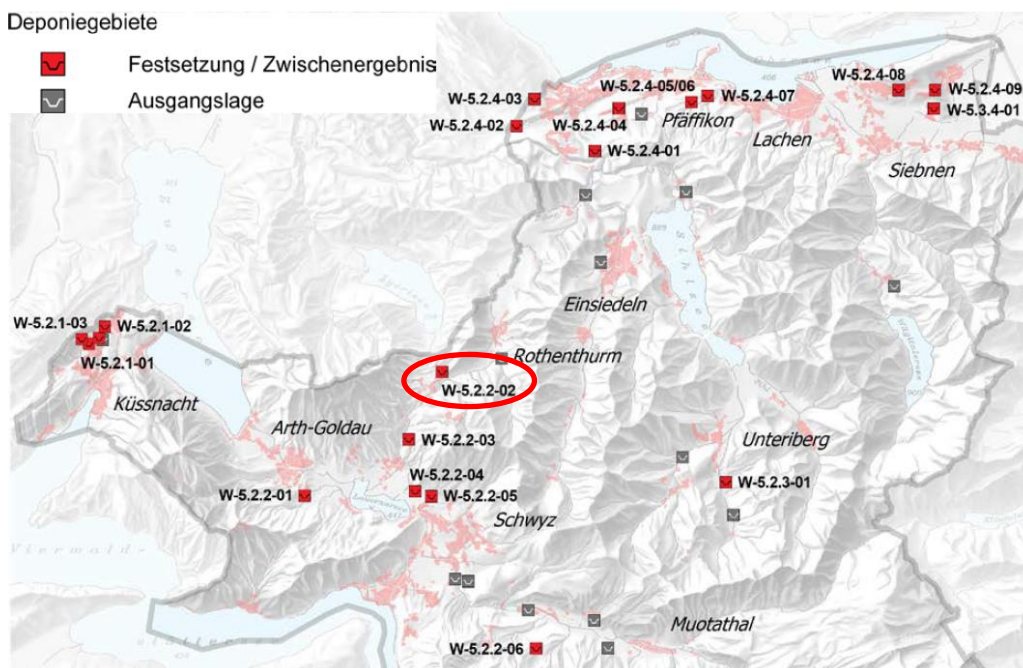 Deponiegebiete
Festsetzung / Zwischenergebnis
Ausgangslage
W-5.2.4-08
W-5.2.4-05/06
W-5.2.4-09
W-5.2.4-03
W-5.2.4-07
W-5.3.4-01
W-5.2.4-02
W-5.2.4-04
Pfäffikon
Lachen
W-5.2.4-01
Siebnen
Einsiedeln
W-5.2.1-03
W-5.2.1-02
W-5.2.1-01
Rothenthurm
W-5.2.2-02
Küssnacht
Arth-Goldau
W-5.2.2-03
Unteriberg
W-5.2.2-04
W-5.2.3-01
W-5.2.2-01
W-5.2.2-05
Schwyz
Muotathal
W-5.2.2-06